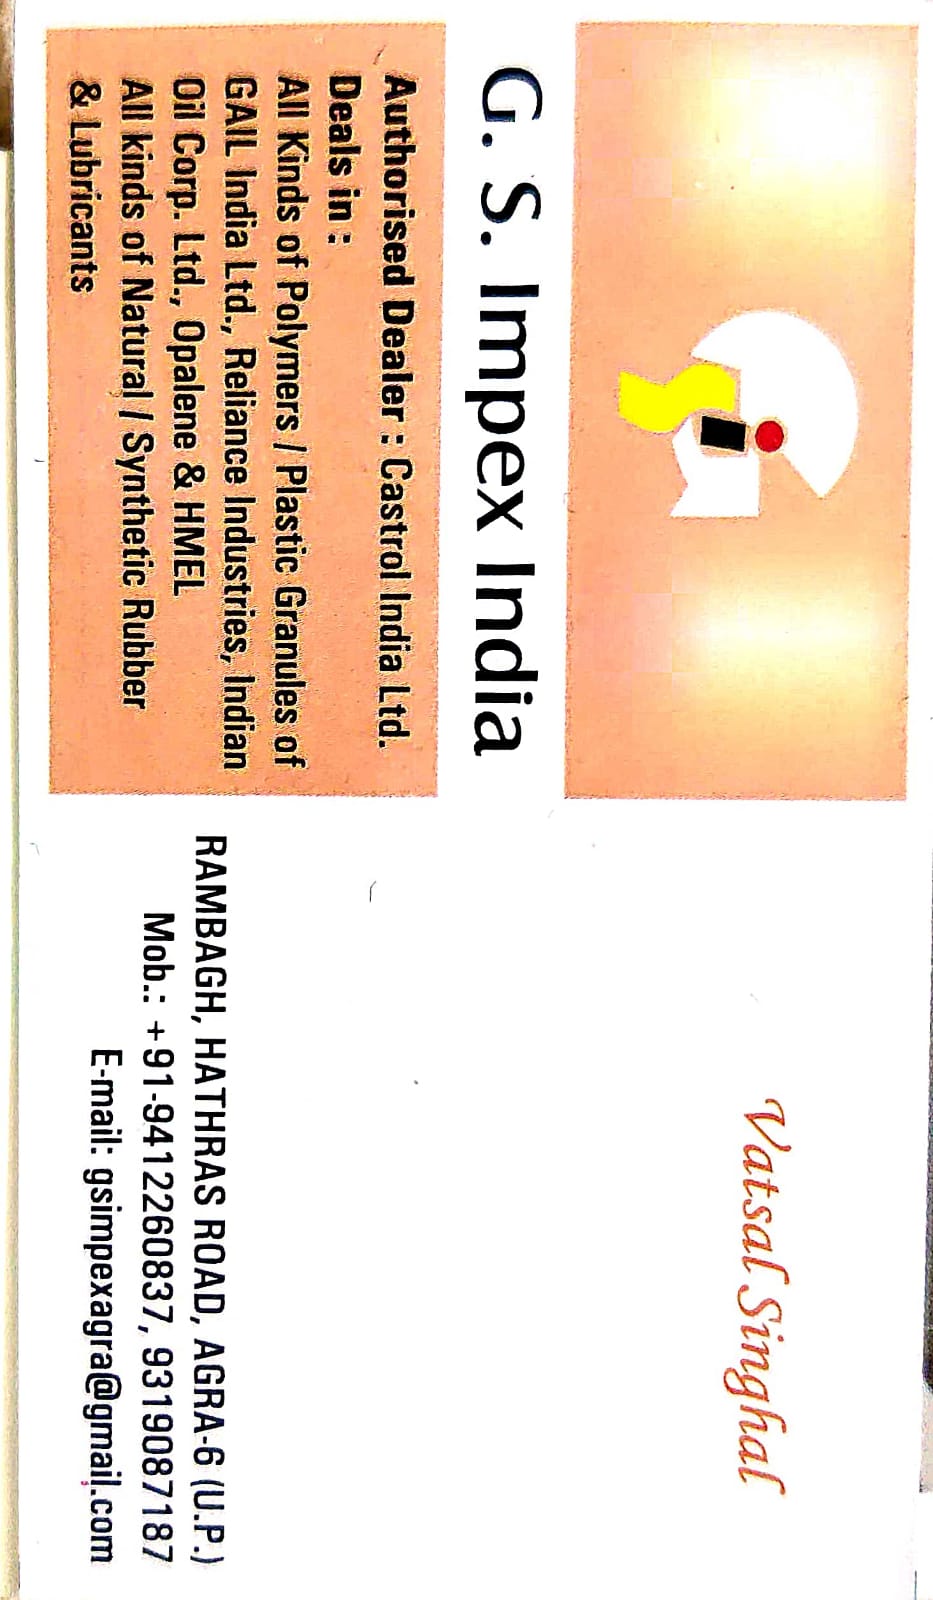 G. S. Impex India
Authorised Dealer : Castrol India Ltd.
Deals in :
All Kinds of Polymers / Plastic Granules of
GAIL India Ltd., Reliance Industries, Indian
Oil Corp. Ltd., Opalene & HMEL
All kinds of Natural / Synthetic Rubber
& Lubricants
Vatsal Singhal
RAMBAGH, HATHRAS ROAD, AGRA-6 (U.P.)
Mob.: +91-9412260837, 9319087187
E-mail: gsimpexagra@gmail.com